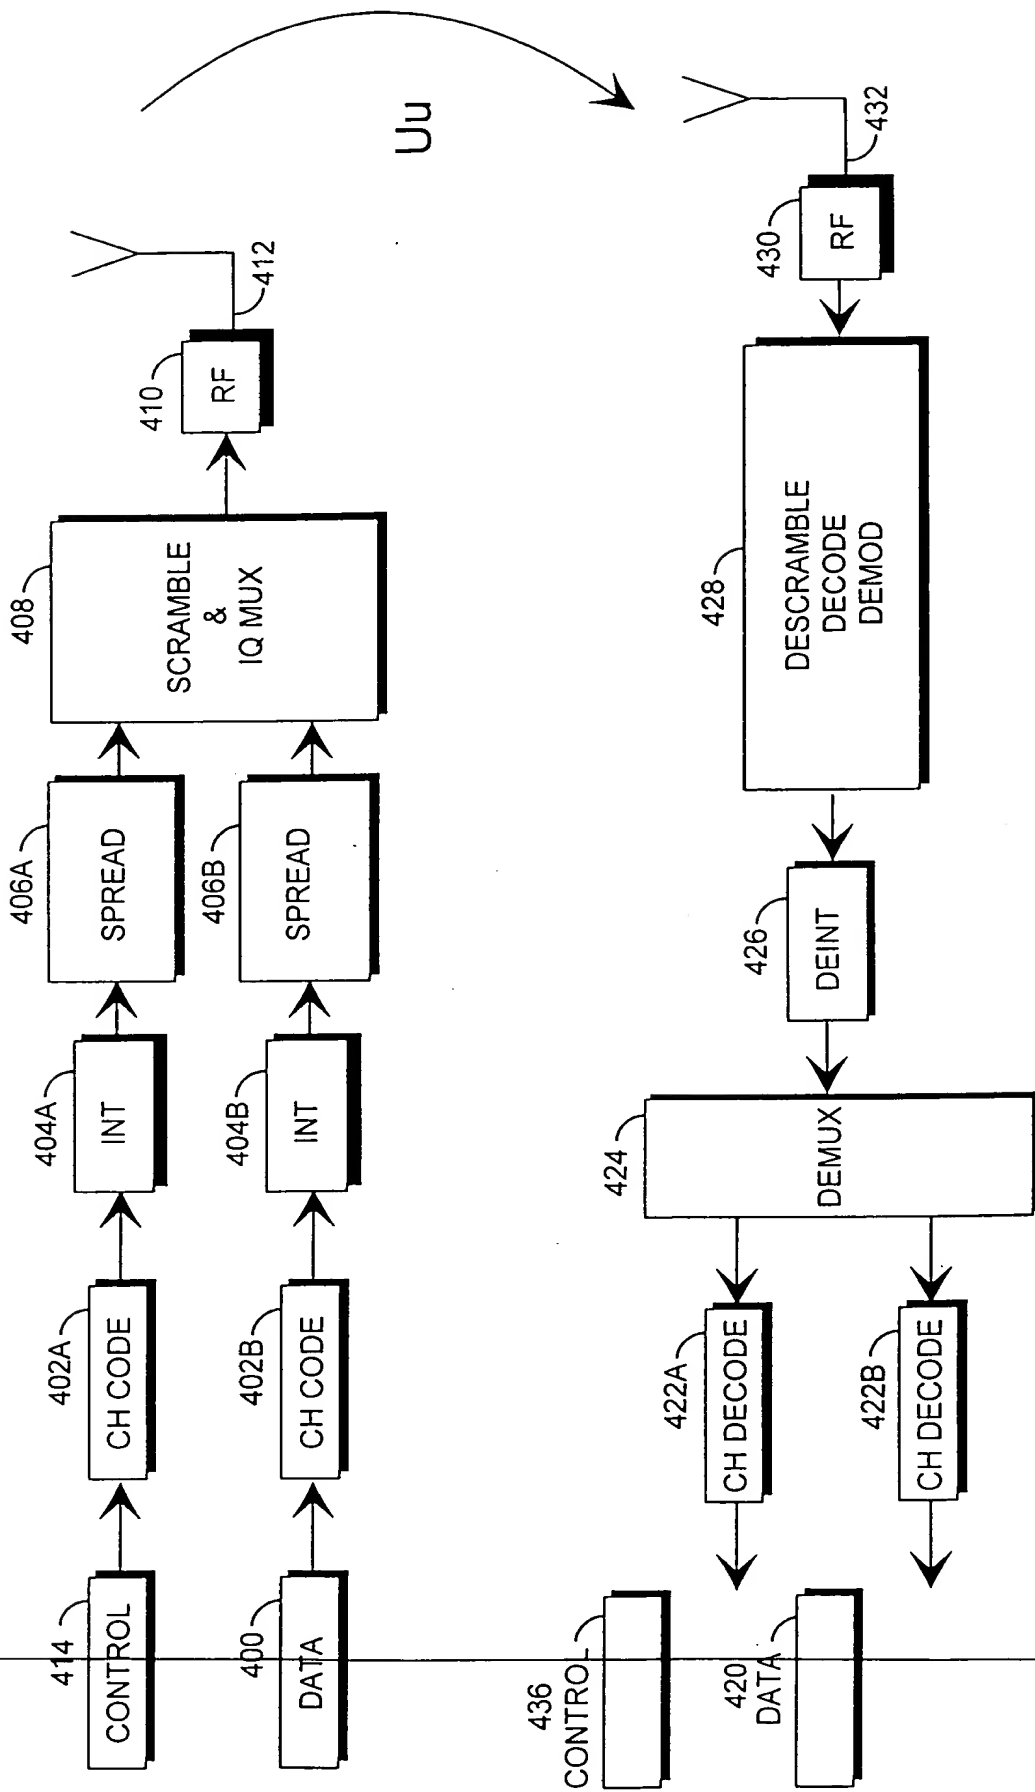 414
CONTROL
402A
CH CODE
404A
INT
406A
SPREAD
408
SCRAMBLE
&
IQ MUX
410
RF
412
400
DATA
402B
CH CODE
404B
INT
406B
SPREAD
Uu
436
CONTROL
422A
CH DECODE
424
DEMUX
426
DEINT
428
DESCRAMBLE
DECODE
DEMOD
430
RF
432
420
DATA
422B
CH DECODE